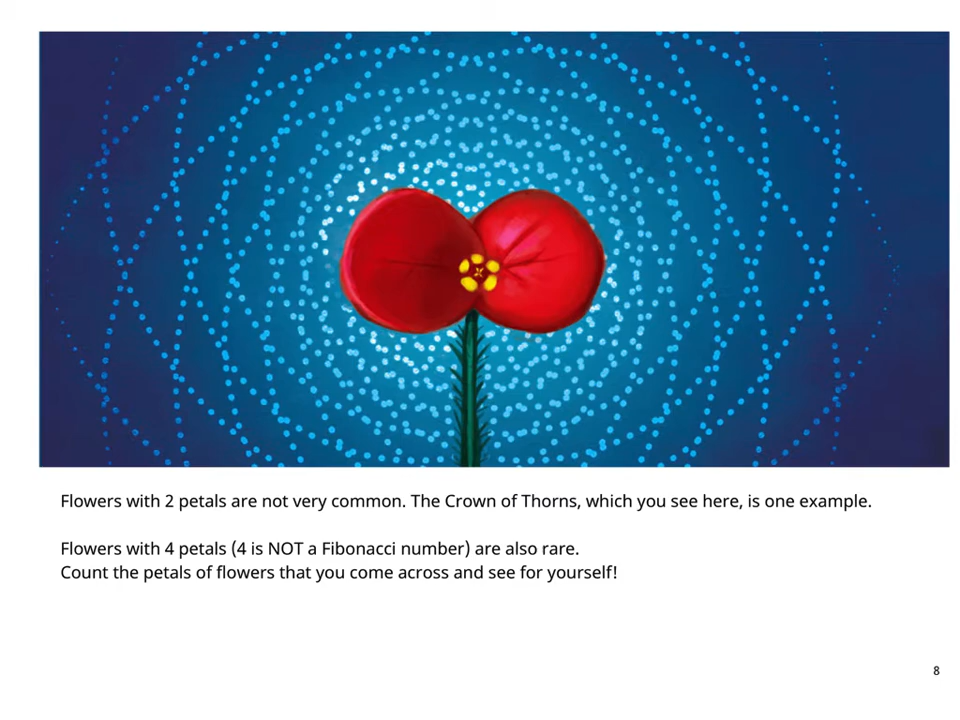 Flowers with 2 petals are not very common. The Crown of Thorns, which you see here, is one example.
Flowers with 4 petals (4 is NOT a Fibonacci number) are also rare.
Count the petals of flowers that you come across and see for yourself!
8